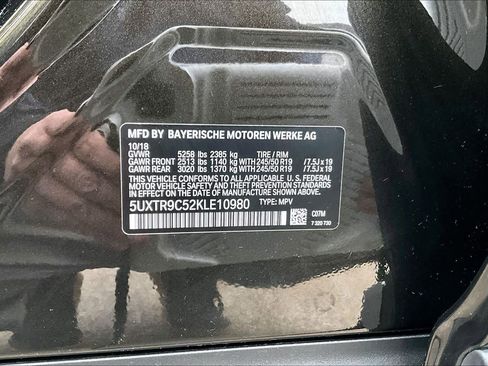 MFD BY BAYERISCHE MOTOREN WERKE AG
10/18
GVWR 5258 lbs 2385 kg TIRE / RIM
GAWR FRONT 2513 lbs 1140 kg WITH 245/50 R19 /7.5J x 19
GAWR REAR 3020 lbs 1370 kg WITH 245/50 R19 /7.5J x 19
THIS VEHICLE CONFORMS TO ALL APPLICABLE U.S. FEDERAL
MOTOR VEHICLE SAFETY AND THEFT PREVENTION STANDARDS
IN EFFECT ON THE DATE OF MANUFACTURE SHOWN ABOVE.
5UXTR9C52KLE10980 TYPE: MPV
C07M
7 320 730